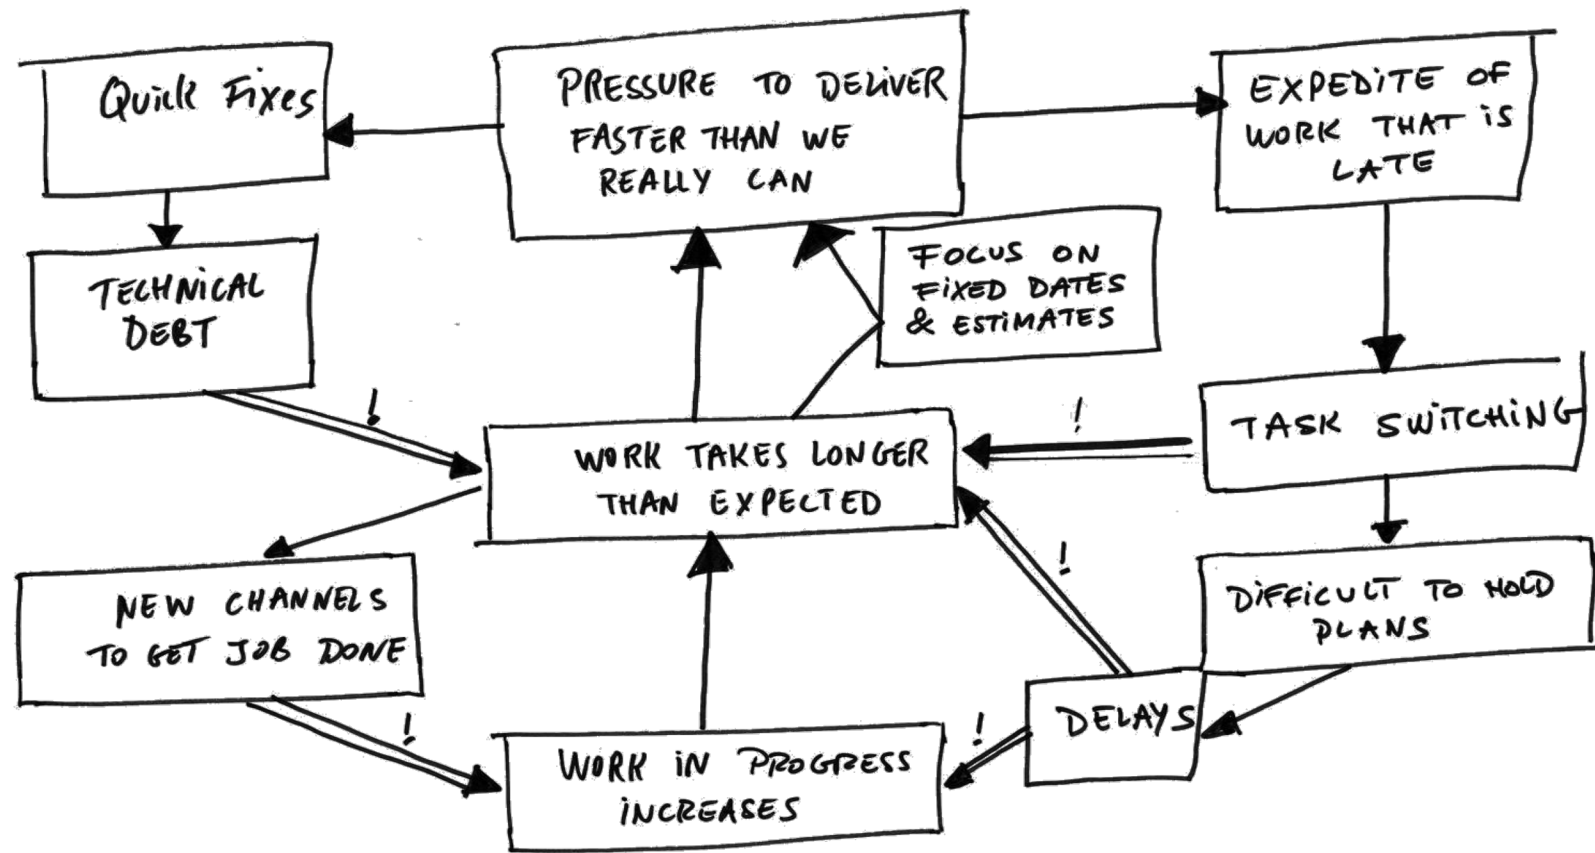 Quick Fixes
PRESSURE TO DELIVER
FASTER THAN WE
REALLY CAN
EXPEDITE OF
WORK THAT IS
LATE
TECHNICAL
DEBT
FOCUS ON
FIXED DATES
& ESTIMATES
!
!
TASK SWITCHING
WORK TAKES LONGER
THAN EXPECTED
!
NEW CHANNELS
TO GET JOB DONE
DIFFICULT TO HOLD
PLANS
!
!
DELAYS
WORK IN PROGRESS
INCREASES